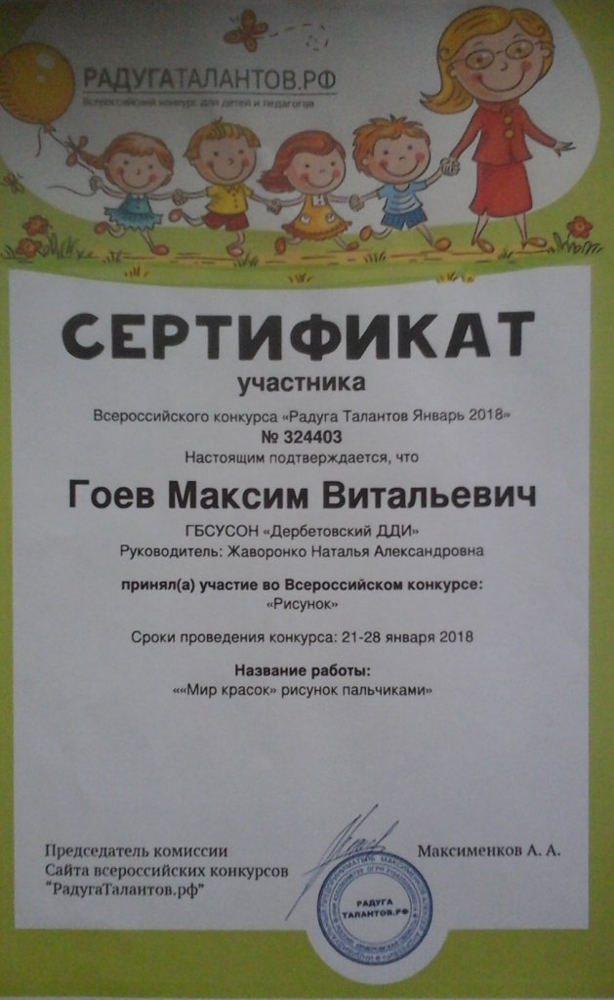 РАДУГАТАЛАНТОВ.РФ
Всероссийский конкурс для детей и педагогов
СЕРТИФИКАТ
участника
Всероссийского конкурса «Радуга Талантов Январь 2018»
№ 324403
Настоящим подтверждается, что
Гоев Максим Витальевич
ГБСУСОН «Дербетовский ДДИ»
Руководитель: Жаворонко Наталья Александровна
принял(а) участие во Всероссийском конкурсе:
«Рисунок»
Сроки проведения конкурса: 21-28 января 2018
Название работы:
««Мир красок» рисунок пальчиками»
Председатель комиссии
Сайта всероссийских конкурсов
"РадугаТалантов.рф"
Максименков А. А.
РАДУГА
ТАЛАНТОВ.РФ